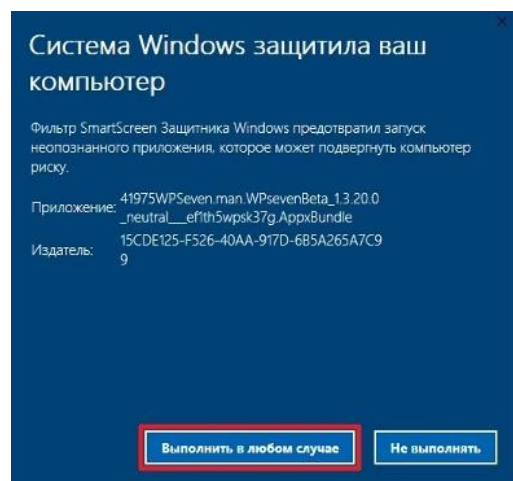 Система Windows защитила ваш
компьютер
Фильтр SmartScreen Защитника Windows предотвратил запуск
неопознанного приложения, которое может подвергнуть компьютер
риску.
Приложение: 41975WPSeven.man.WPsevenBeta_1.3.20.0
_neutral__ef1th5wpsk37g.AppxBundle
Издатель: 15CDE125-F526-40AA-917D-6B5A265A7C9
9
Выполнить в любом случае Не выполнять